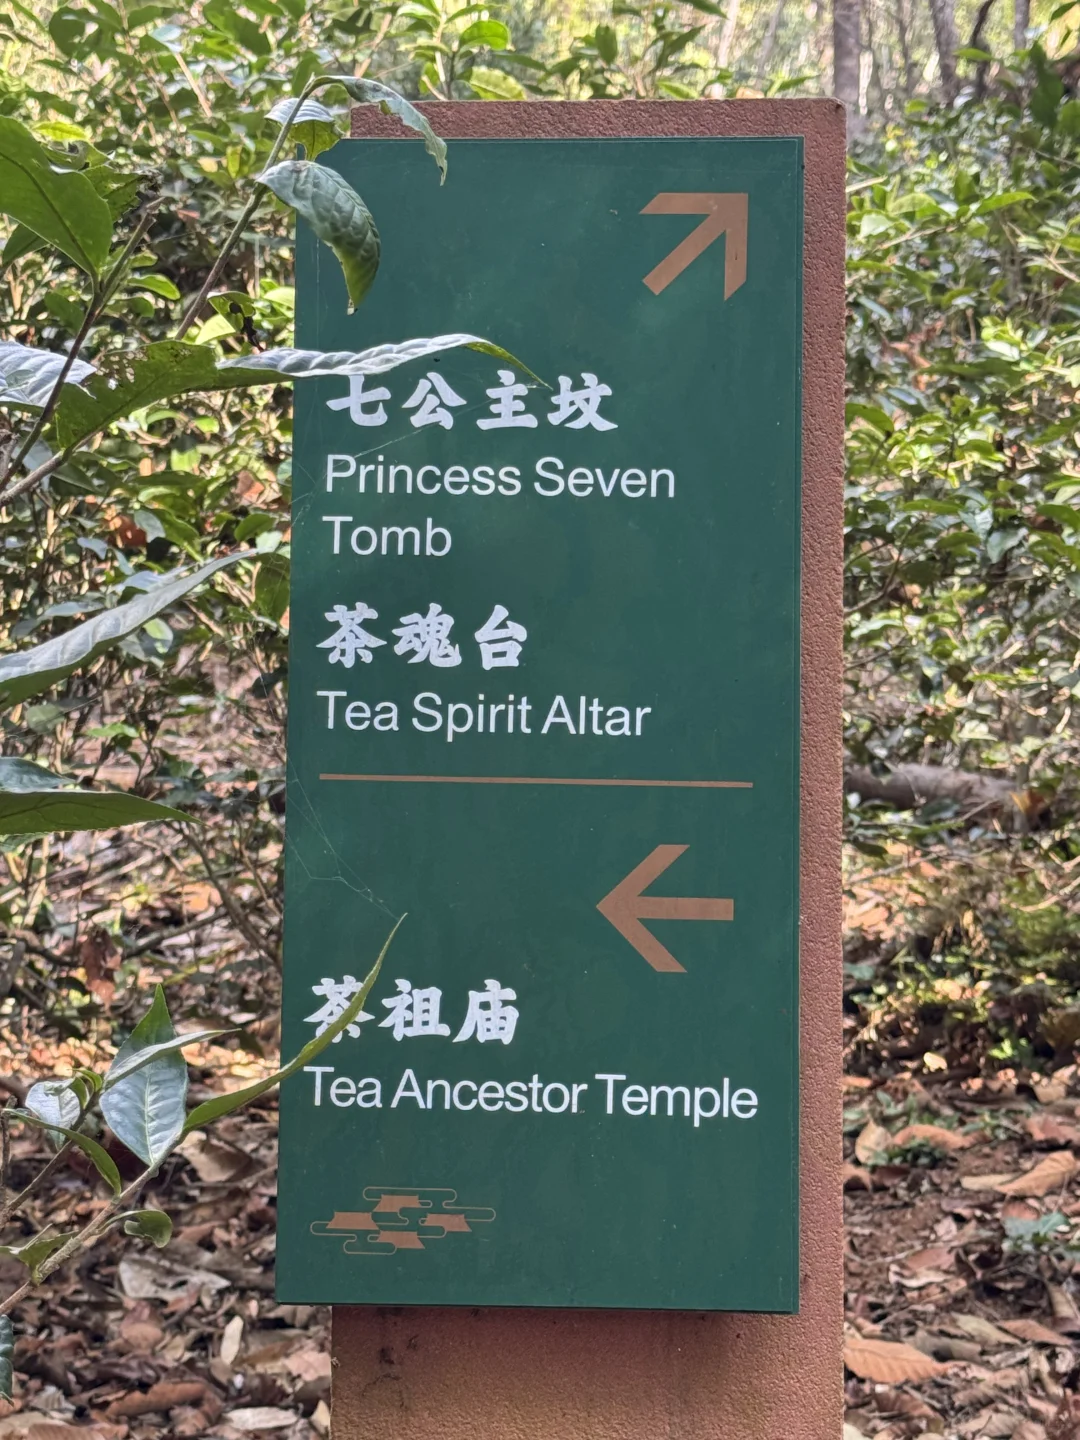 七公主坟
Princess Seven
Tomb
茶魂台
Tea Spirit Altar
茶祖庙
Tea Ancestor Temple